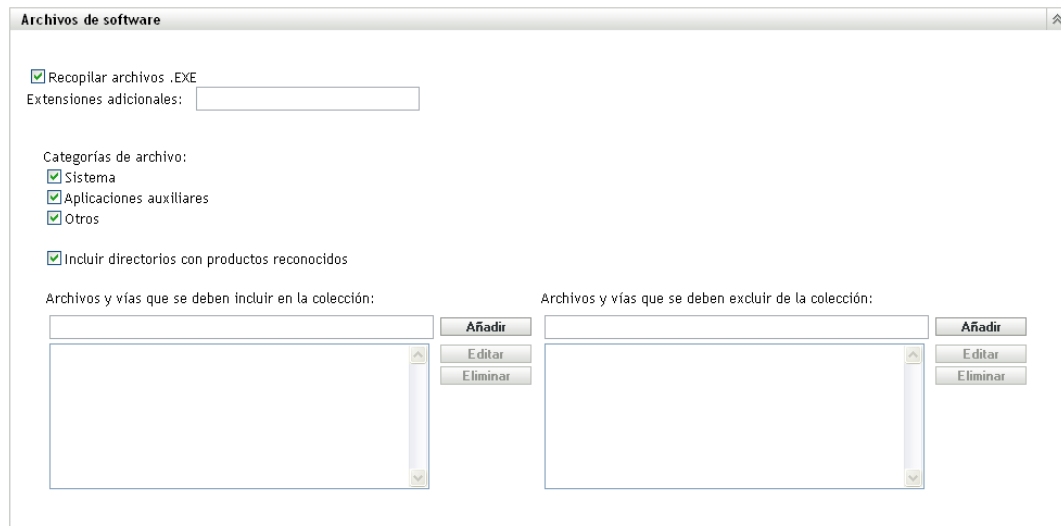 Archivos de software
Recopilar archivos .EXE
Extensiones adicionales:
Categorías de archivo:
Sistema
Aplicaciones auxiliares
Otros
Incluir directorios con productos reconocidos
Archivos y vías que se deben incluir en la colección:
Añadir
Editar
Eliminar
Archivos y vías que se deben excluir de la colección:
Añadir
Editar
Eliminar